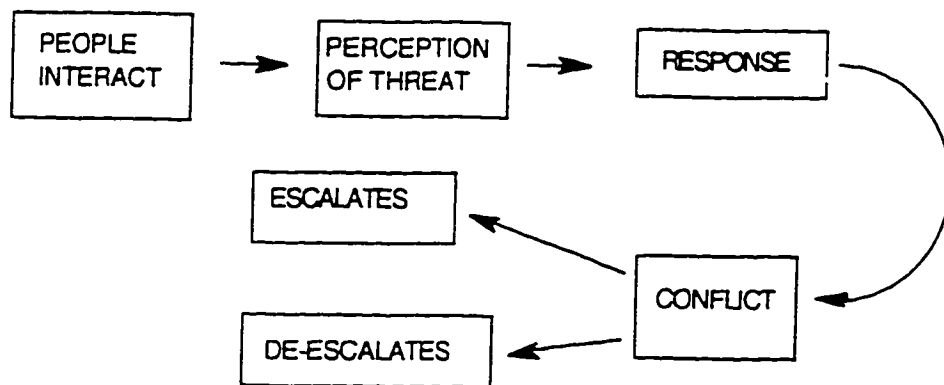 PEOPLE
INTERACT
PERCEPTION
OF THREAT
RESPONSE
ESCALATES
CONFLICT
DE-ESCALATES